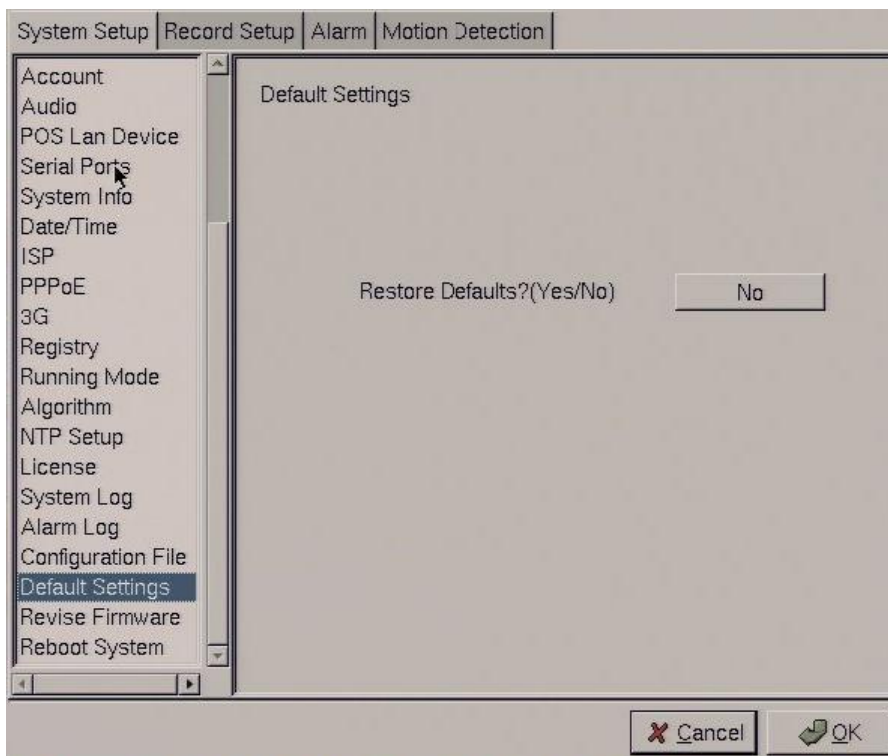 System Setup
Record Setup
Alarm
Motion Detection
Account
Audio
POS Lan Device
Serial Ports
System Info
Date/Time
ISP
PPPoE
3G
Registry
Running Mode
Algorithm
NTP Setup
License
System Log
Alarm Log
Configuration File
Default Settings
Revise Firmware
Reboot System
Default Settings
Restore Defaults?(Yes/No)
No
Cancel
OK